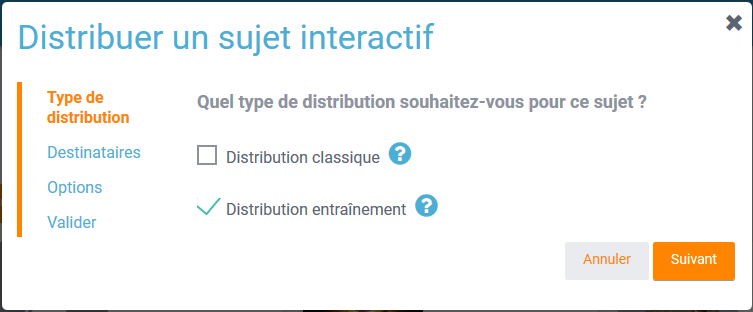 Distribuer un sujet interactif
✖
Type de
distribution
Destinataires
Options
Valider
Quel type de distribution souhaitez-vous pour ce sujet ?
Distribution classique ?
Distribution entraînement ?
Annuler
Suivant